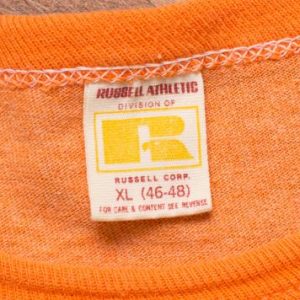 RUSSELL ATHLETIC
DIVISION OF
R
RUSSELL CORP.
XL (46-48)
FOR CARE & CONTENT SEE REVERSE